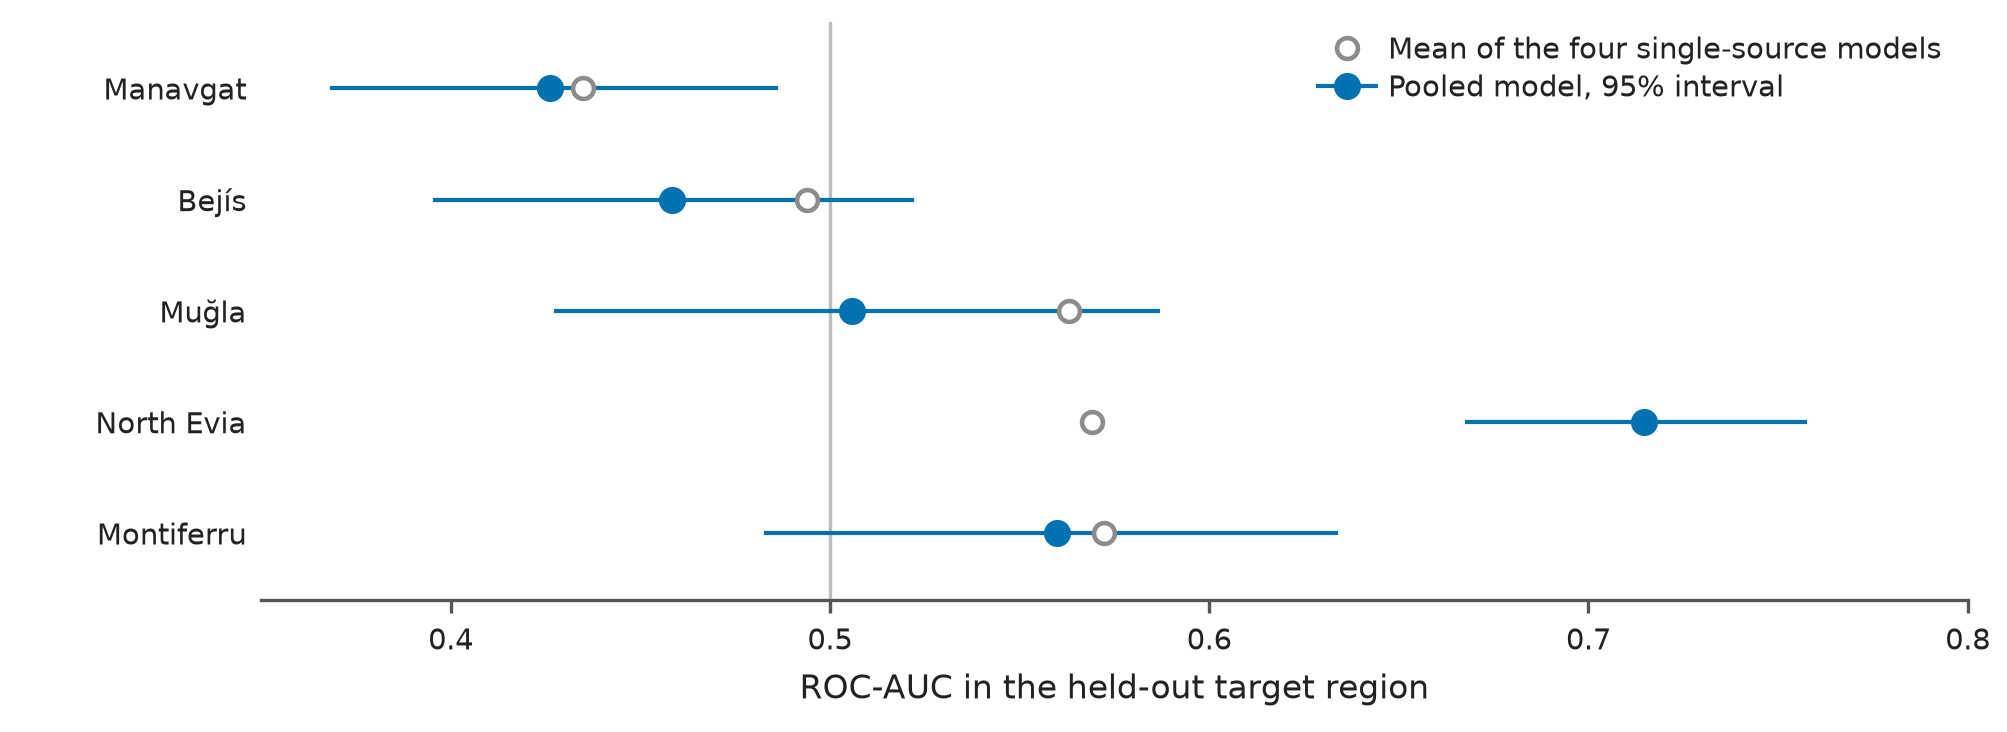 Mean of the four single-source models
Pooled model, 95% interval
Manavgat
Bejís
Muğla
North Evia
Montiferru
0.4 0.5 0.6 0.7 0.8
ROC-AUC in the held-out target region